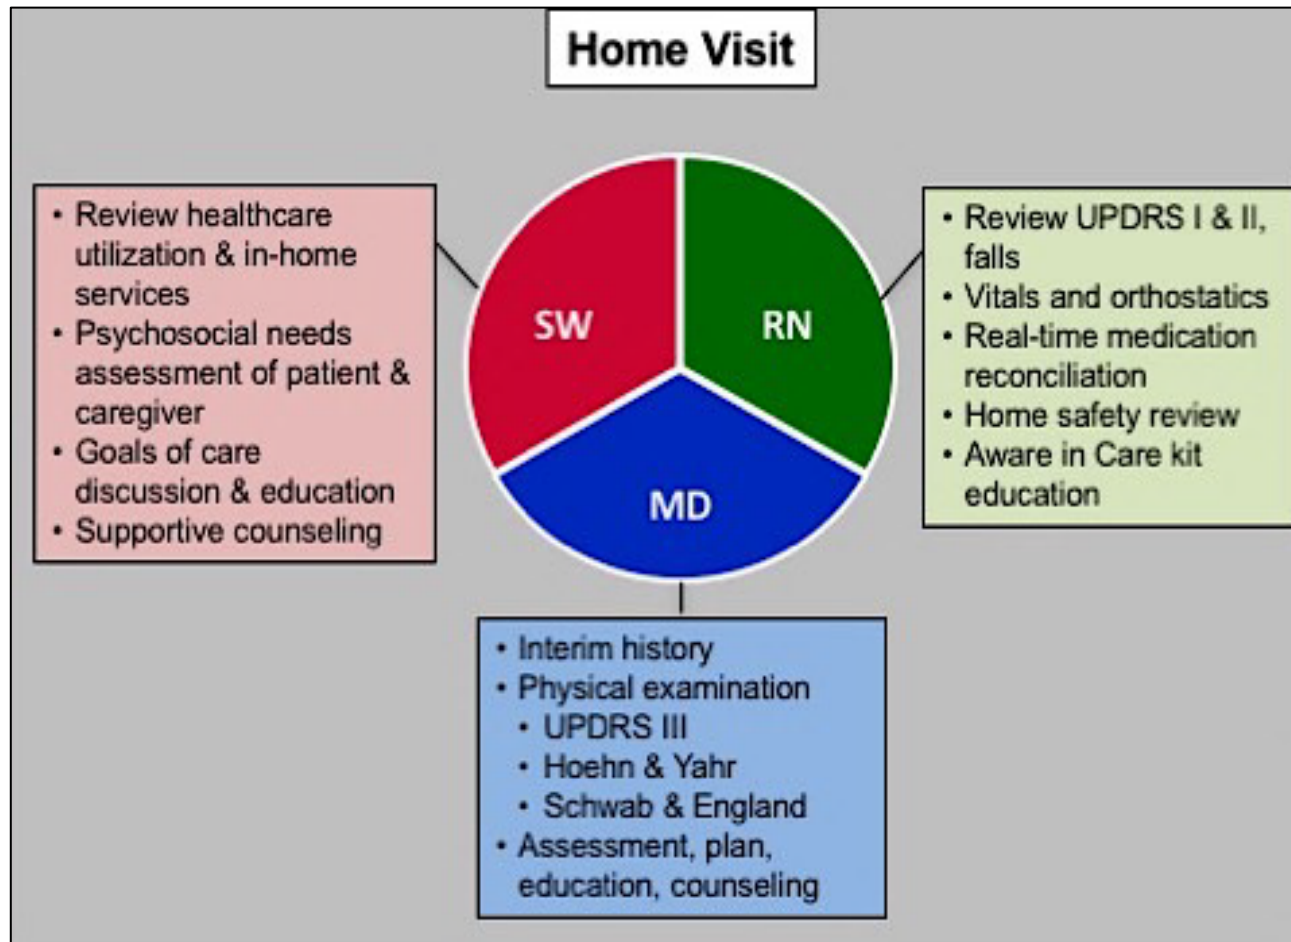 Home Visit
• Review healthcare
utilization & in-home
services
• Psychosocial needs
assessment of patient &
caregiver
• Goals of care
discussion & education
• Supportive counseling
SW
RN
MD
• Review UPDRS I & II,
falls
• Vitals and orthostatics
• Real-time medication
reconciliation
• Home safety review
• Aware in Care kit
education
• Interim history
• Physical examination
• UPDRS III
• Hoehn & Yahr
• Schwab & England
• Assessment, plan,
education, counseling